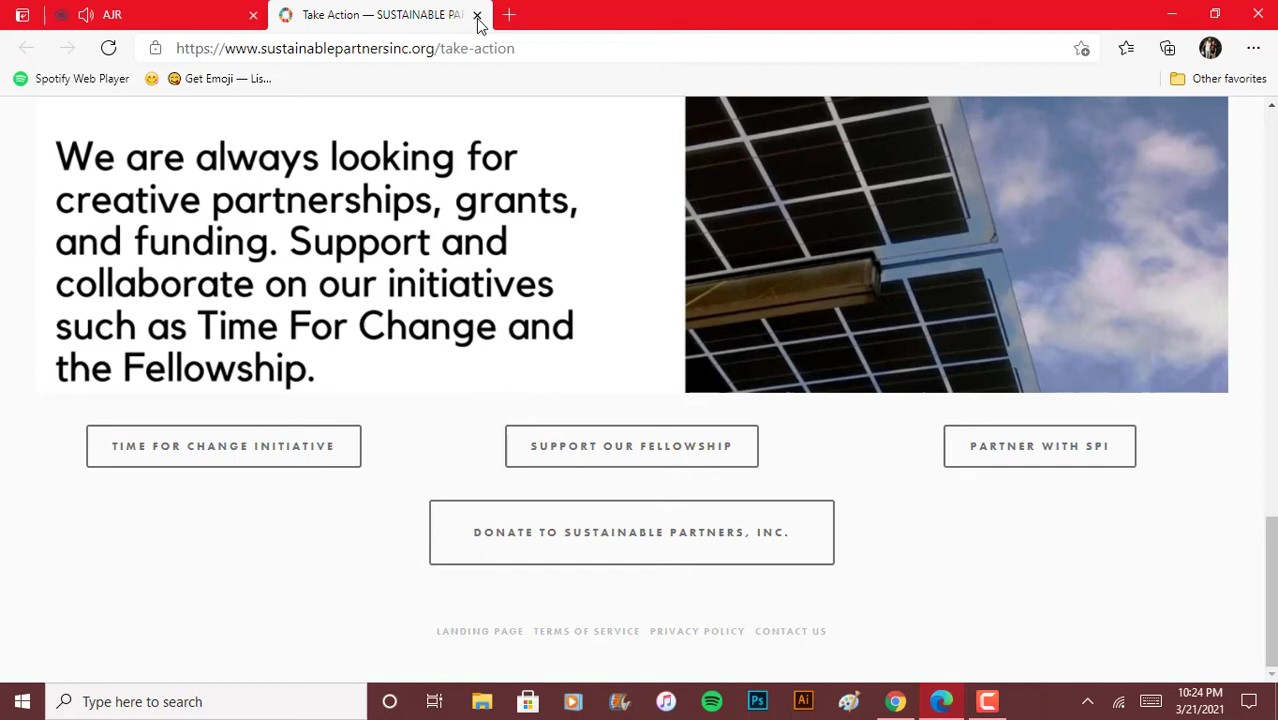 AJR
Take Action — SUSTAINABLE PAR
https://www.sustainablepartnersinc.org/take-action
Spotify Web Player
Get Emoji — Lis...
Other favorites
We are always looking for
creative partnerships, grants,
and funding. Support and
collaborate on our initiatives
such as Time For Change and
the Fellowship.
TIME FOR CHANGE INITIATIVE
SUPPORT OUR FELLOWSHIP
PARTNER WITH SPI
DONATE TO SUSTAINABLE PARTNERS, INC.
LANDING PAGE TERMS OF SERVICE PRIVACY POLICY CONTACT US
Type here to search
Ps
Ai
10:24 PM
3/21/2021